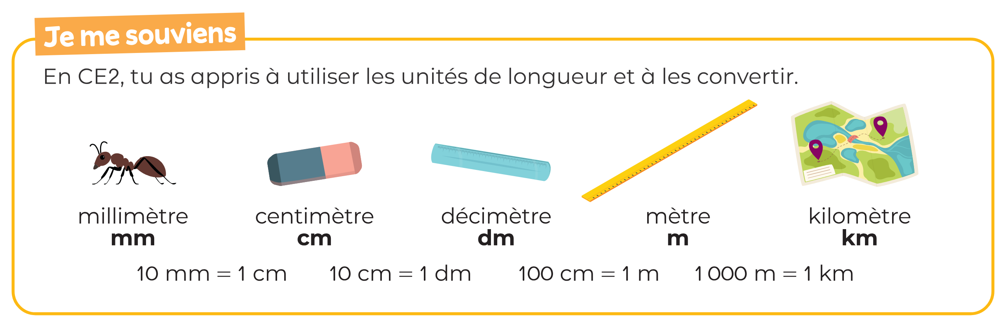 Je me souviens
En CE2, tu as appris à utiliser les unités de longueur et à les convertir.
millimètre centimètre décimètre mètre kilomètre
mm cm dm m km
10 mm = 1 cm 10 cm = 1 dm 100 cm = 1 m 1 000 m = 1 km